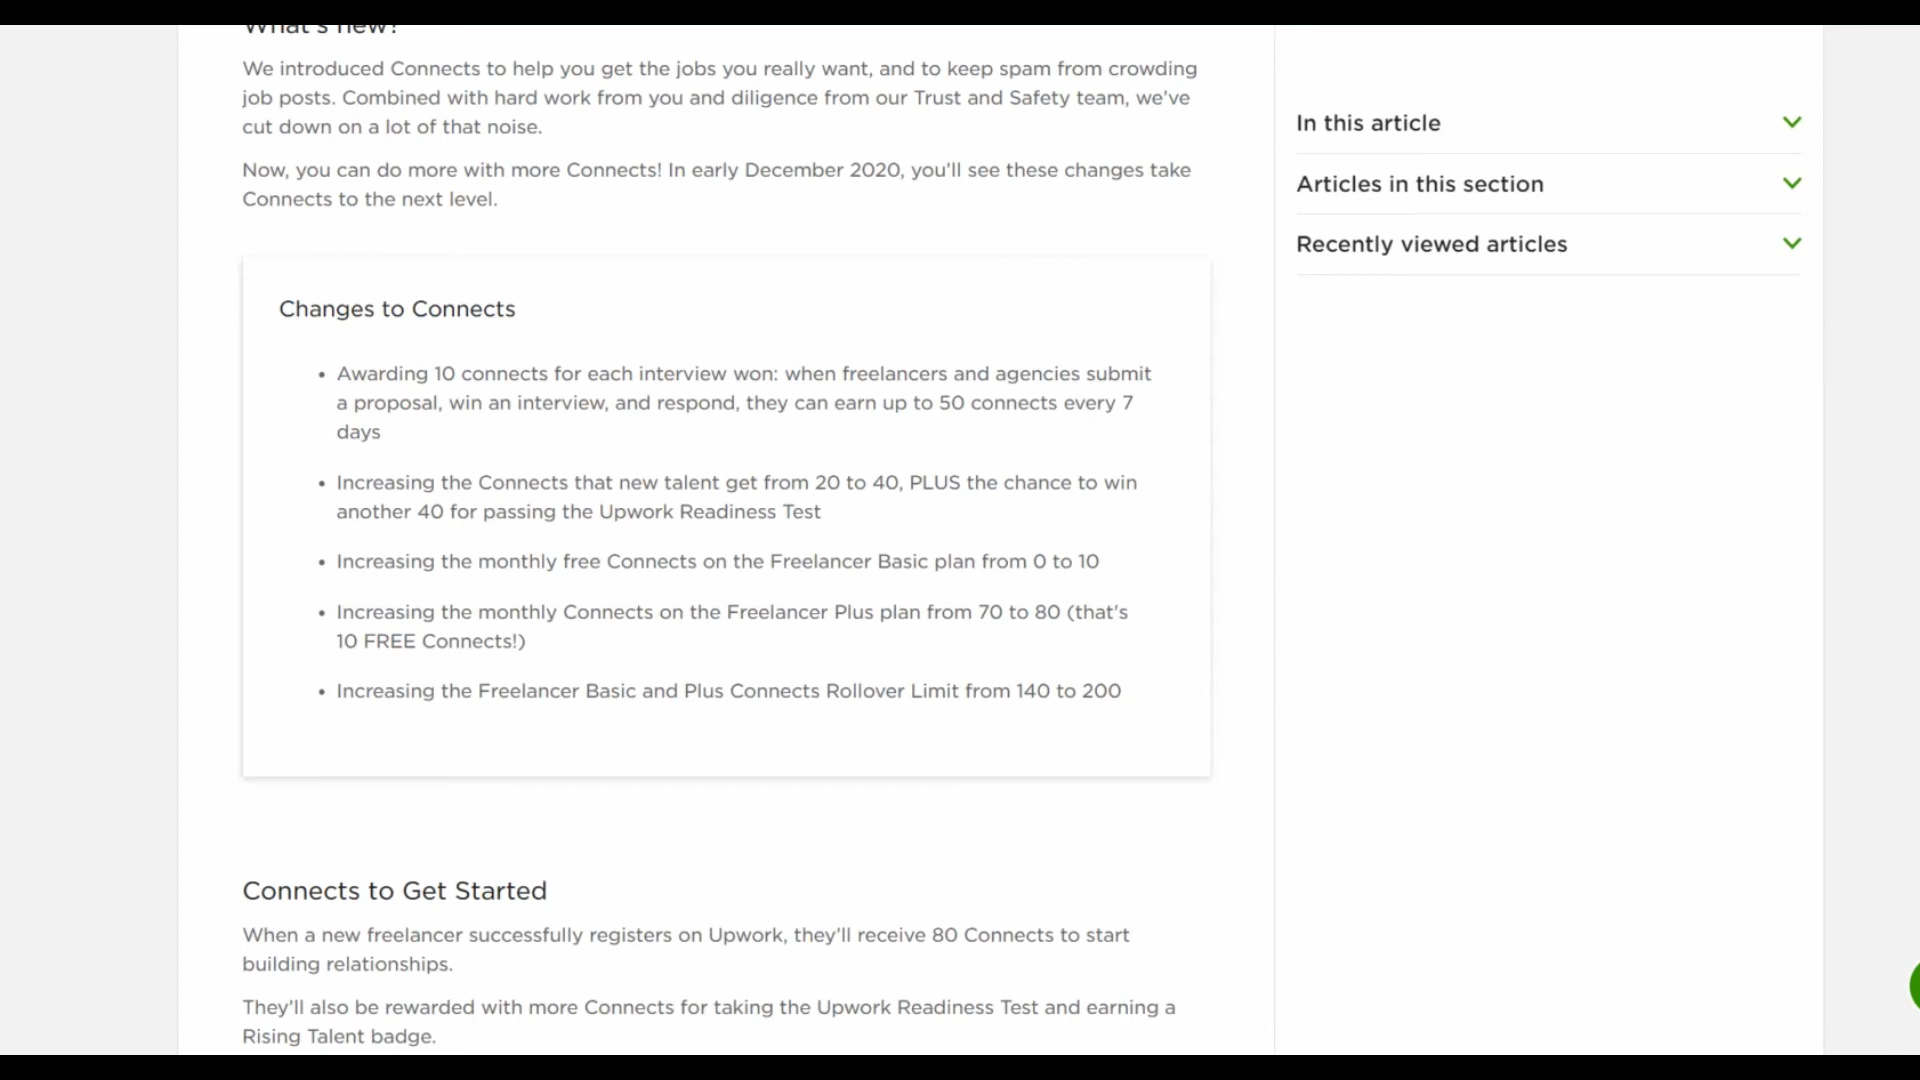 What's new?
We introduced Connects to help you get the jobs you really want, and to keep spam from crowding
job posts. Combined with hard work from you and diligence from our Trust and Safety team, we've
cut down on a lot of that noise.
Now, you can do more with more Connects! In early December 2020, you'll see these changes take
Connects to the next level.
Changes to Connects
• Awarding 10 connects for each interview won: when freelancers and agencies submit
a proposal, win an interview, and respond, they can earn up to 50 connects every 7
days
• Increasing the Connects that new talent get from 20 to 40, PLUS the chance to win
another 40 for passing the Upwork Readiness Test
• Increasing the monthly free Connects on the Freelancer Basic plan from 0 to 10
• Increasing the monthly Connects on the Freelancer Plus plan from 70 to 80 (that's
10 FREE Connects!)
• Increasing the Freelancer Basic and Plus Connects Rollover Limit from 140 to 200
Connects to Get Started
When a new freelancer successfully registers on Upwork, they'll receive 80 Connects to start
building relationships.
They'll also be rewarded with more Connects for taking the Upwork Readiness Test and earning a
Rising Talent badge.
In this article
Articles in this section
Recently viewed articles